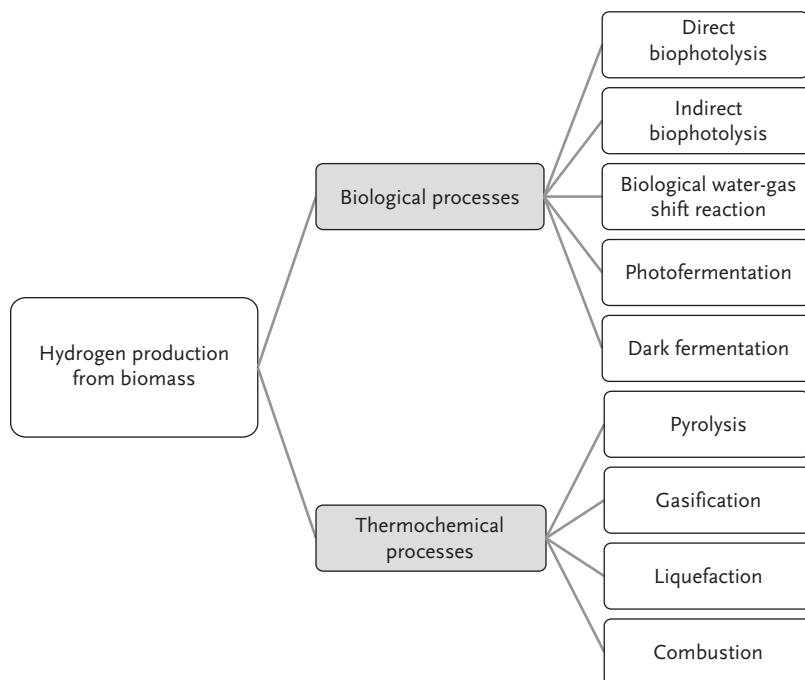 Direct
biophotolysis
Indirect
biophotolysis
Biological processes
Biological water-gas
shift reaction
Photofermentation
Hydrogen production
from biomass
Dark fermentation
Pyrolysis
Gasification
Thermochemical
processes
Liquefaction
Combustion